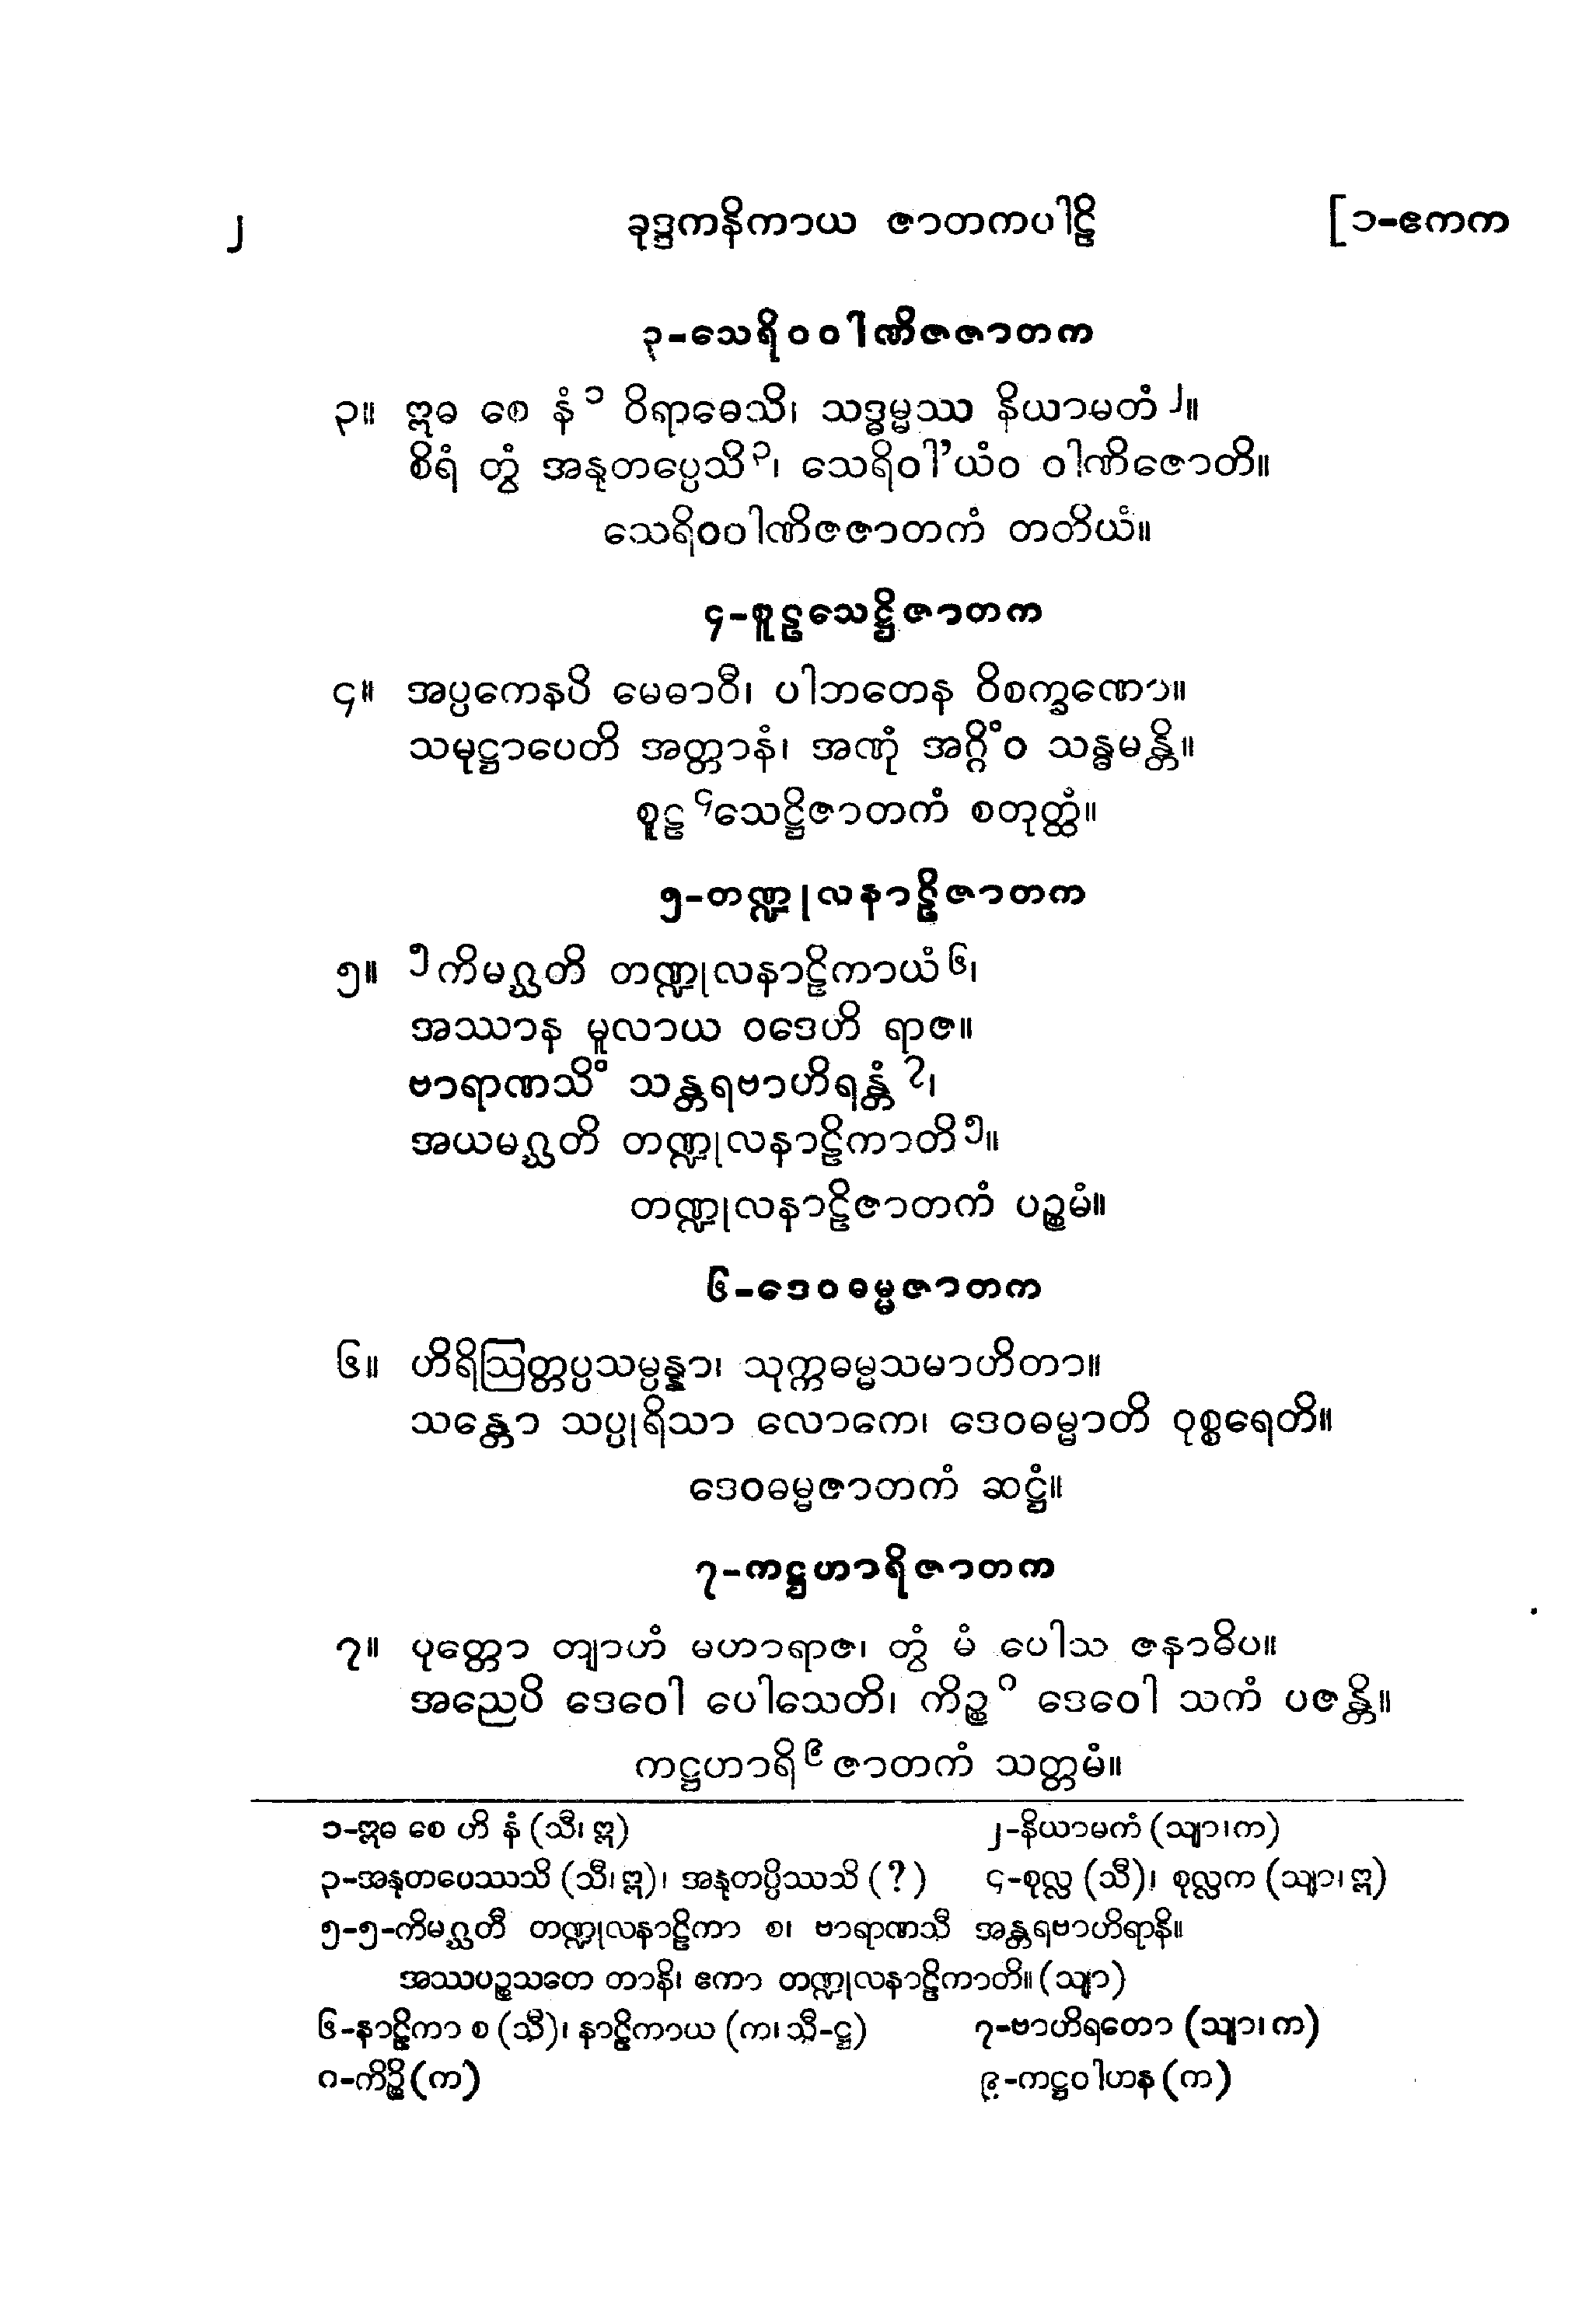 ၂ ခုဒ္ဒကနိကာယ ဇာတကပါဠိ [၁-ဧကက
၃-သေရိဝဝါဏိဇဇာတက
၃။ ဣဓ စေ နံ ၁ ဝိရာဓေသိ၊ သဒ္ဓမ္မဿ နိယာမတံ ၂။
စိရံ တွံ အနုတပ္ပေသိ ၃၊ သေရိဝါ’ယံဝ ဝါဏိဇောတိ။
သေရိဝဝါဏိဇဇာတကံ တတိယံ။
၄-စူဠသေဋ္ဌိဇာတက
၄။ အပ္ပကေနပိ မေဓာဝီ၊ ပါဘတေန ဝိစက္ခဏော။
သမုဋ္ဌာပေတိ အတ္တာနံ၊ အဏုံ အဂ္ဂိံဝ သန္ဓမန္တိ။
စူဠ ၄သေဋ္ဌိဇာတကံ စတုတ္ထံ။
၅-တဏ္ဍုလနာဠိဇာတက
၅။ ၅ကိမဂ္ဃတိ တဏ္ဍုလနာဠိကာယံ ၆၊
အဿာန မူလာယ ဝဒေဟိ ရာဇ။
ဗာရာဏသိံ သန္တရဗာဟိရန္တံ ၇၊
အယမဂ္ဃတိ တဏ္ဍုလနာဠိကာတိ ၅။
တဏ္ဍုလနာဠိဇာတကံ ပဉ္စမံ။
၆-ဒေဝဓမ္မဇာတက
၆။ ဟိရိဩတ္တပ္ပသမ္ပန္နာ၊ သုက္ကဓမ္မသမာဟိတာ။
သန္တော သပ္ပုရိသာ လောကေ၊ ဒေဝဓမ္မာတိ ဝုစ္စရေတိ။
ဒေဝဓမ္မဇာတကံ ဆဋ္ဌံ။
၇-ကဋ္ဌဟာရိဇာတက
၇။ ပုတ္တော တျာဟံ မဟာရာဇ၊ တွံ မံ ပေါသ ဇနာဓိပ။
အညေပိ ဒေဝေါ ပေါသေတိ၊ ကိဉ္စ ၈ ဒေဝေါ သကံ ပဇန္တိ။
ကဋ္ဌဟာရိ ၉ ဇာတကံ သတ္တမံ။
၁-ဣဓ စေ ဟိ နံ (သီ၊ ဣ) ၂-နိယာမကံ (သျာ၊ က)
၃-အနုတပေဿသိ (သီ၊ ဣ)၊ အနုတပ္ပိဿသိ (?) ၄-စုလ္လ (သီ)၊ စုလ္လက (သျာ၊ ဣ)
၅-၅-ကိမဂ္ဃတီ တဏ္ဍုလနာဠိကာ စ၊ ဗာရာဏသီ အန္တရဗာဟိရာနိ။
အဿပဉ္စသတေ တာနိ၊ ဧကာ တဏ္ဍုလနာဠိကာတိ။ (သျာ)
၆-နာဠိကာ စ (သီ)၊ နာဠိကာယ (က၊ သီ-ဋ္ဌ) ၇-ဗာဟိရတော (သျာ၊ က)
၈-ကိဉ္စိ (က) ၉-ကဋ္ဌဝါဟန (က)